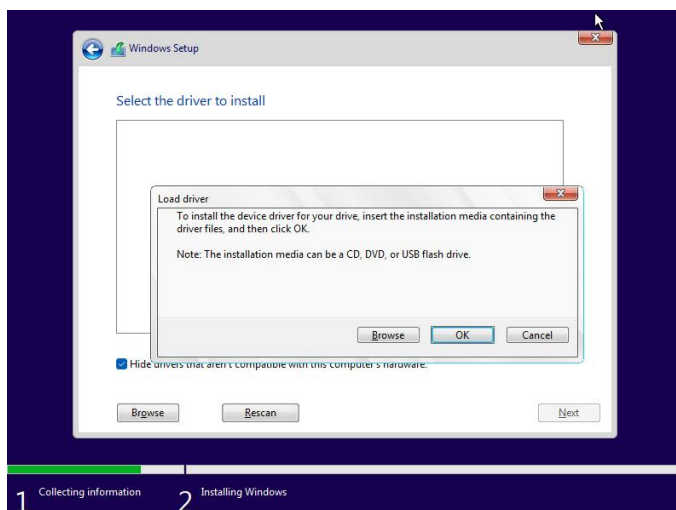 Windows Setup
Select the driver to install
Load driver
To install the device driver for your drive, insert the installation media containing the
driver files, and then click OK.
Note: The installation media can be a CD, DVD, or USB flash drive.
Browse OK Cancel
Hide drivers that aren't compatible with this computer's hardware.
Browse Rescan Next
1 Collecting information 2 Installing Windows